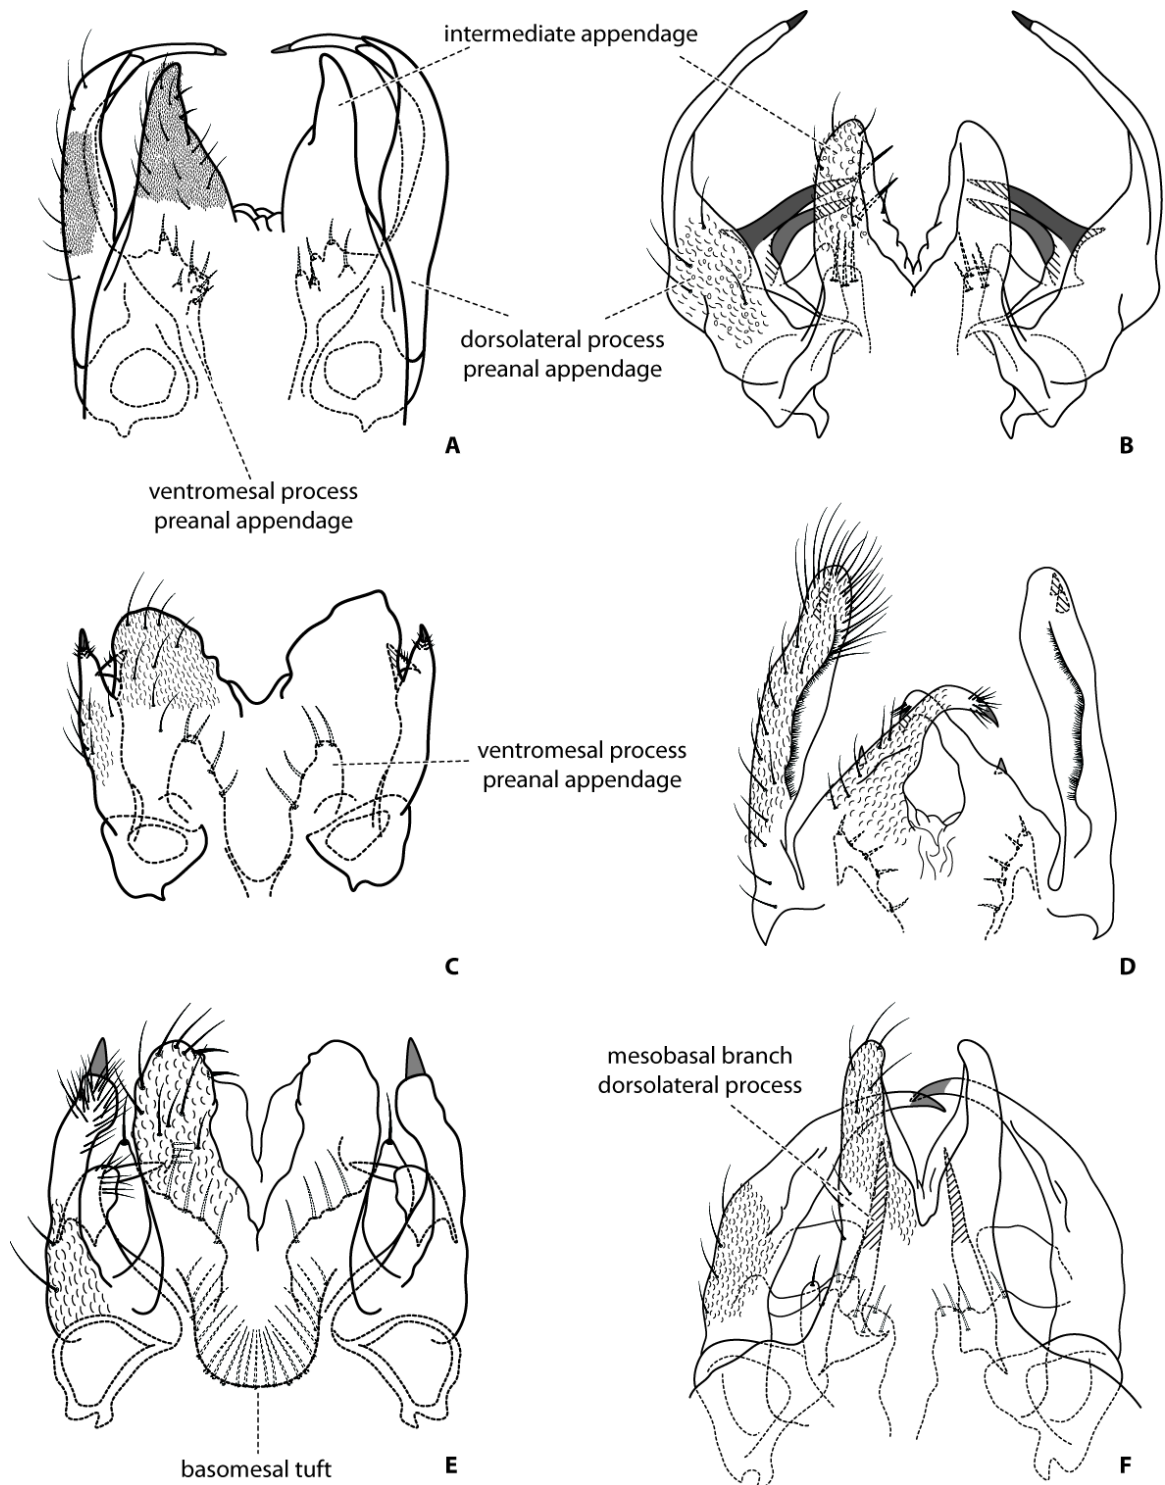 intermediate appendage
dorsolateral process
preanal appendage
A
B
ventromesal process
preanal appendage
ventromesal process
preanal appendage
C
D
mesobasal branch
dorsolateral process
basomesal tuft
E
F